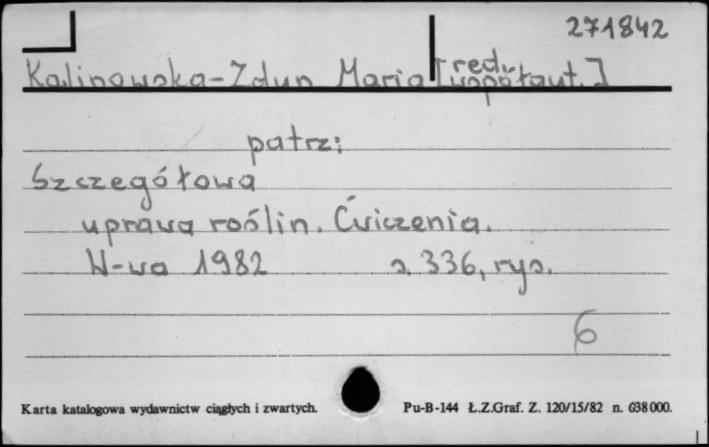 271842
Kalinowska-Zdun Maria [red., współaut.]
patrz:
Szczegółowa
uprawa roślin. Ćwiczenia.
W-wa 1982 s. 336, rys.
6
Karta katalogowa wydawnictw ciągłych i zwartych. Pu-B-144 Ł.Z.Graf. Z. 120/15/82 n. 638000.